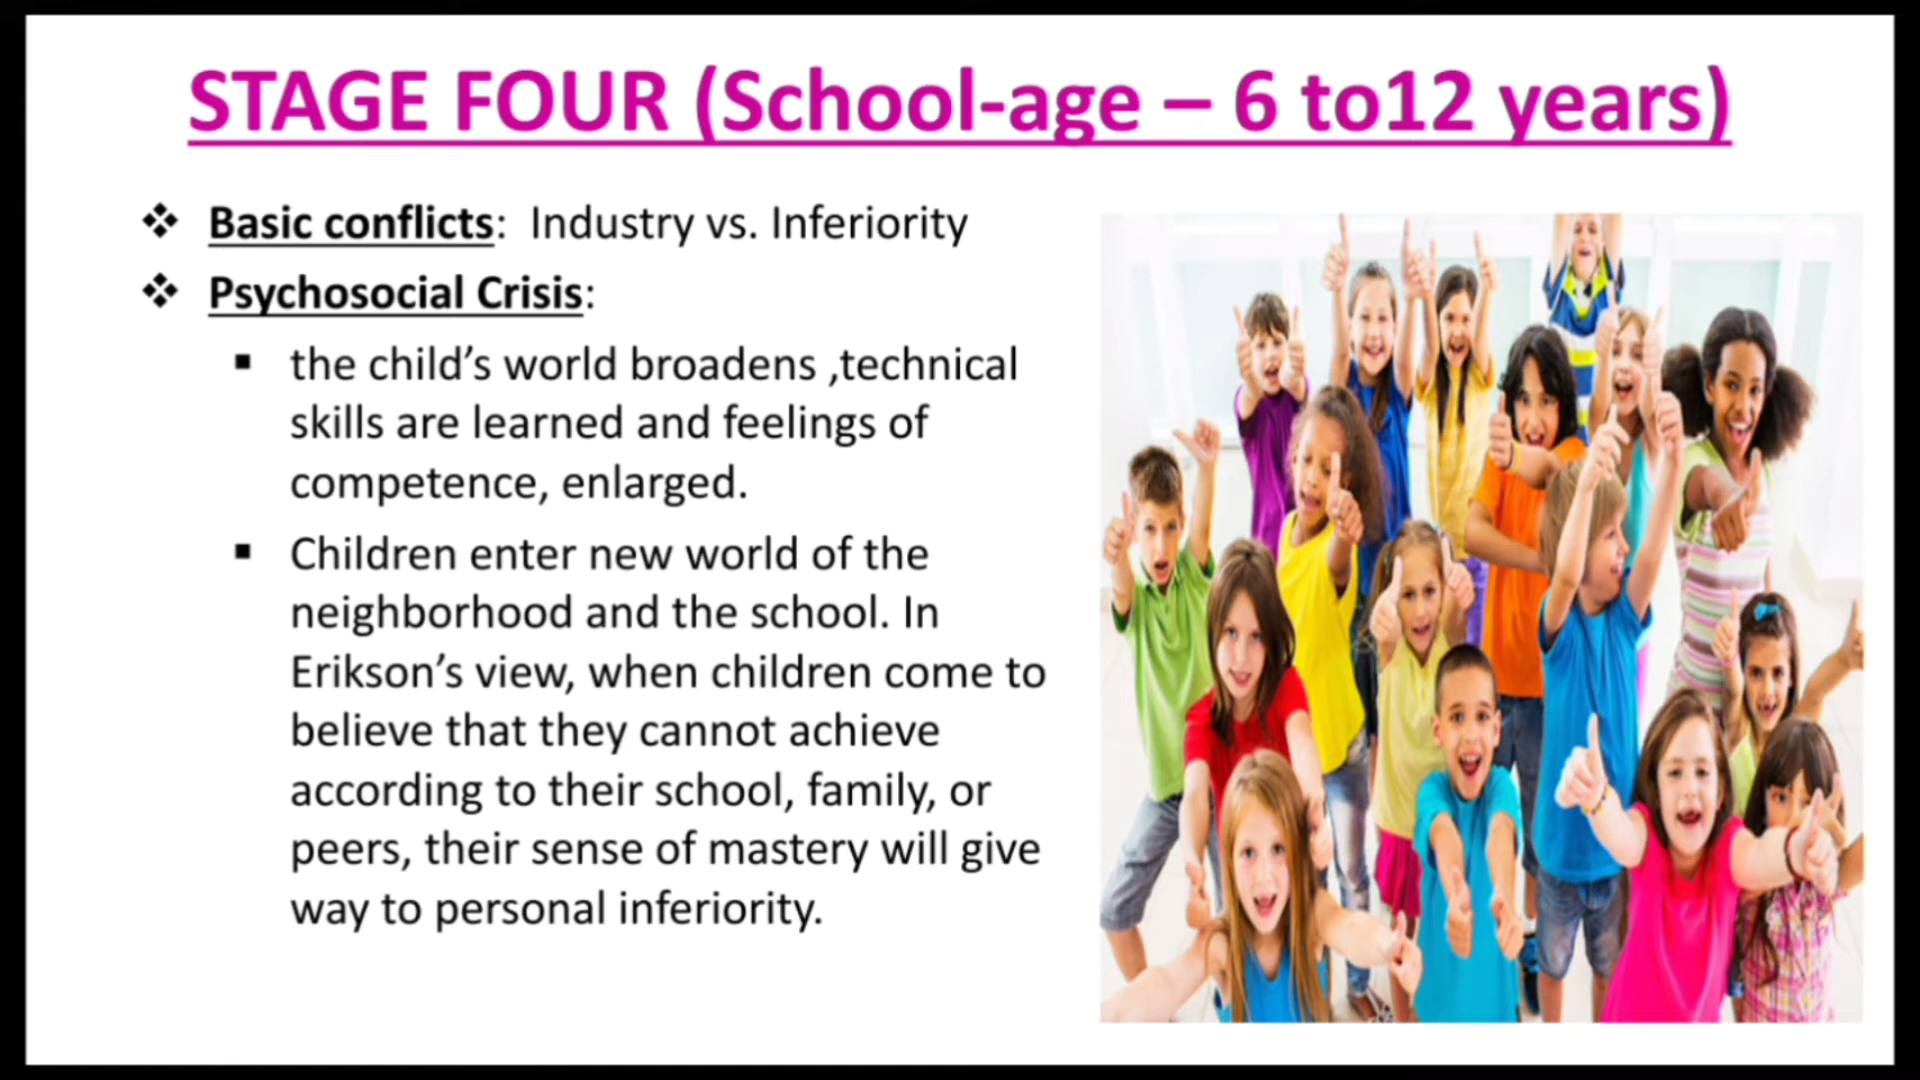 STAGE FOUR (School-age – 6 to12 years)
❖ Basic conflicts:  Industry vs. Inferiority
❖ Psychosocial Crisis:
▪ the child’s world broadens ,technical
skills are learned and feelings of
competence, enlarged.
▪ Children enter new world of the
neighborhood and the school. In
Erikson’s view, when children come to
believe that they cannot achieve
according to their school, family, or
peers, their sense of mastery will give
way to personal inferiority.